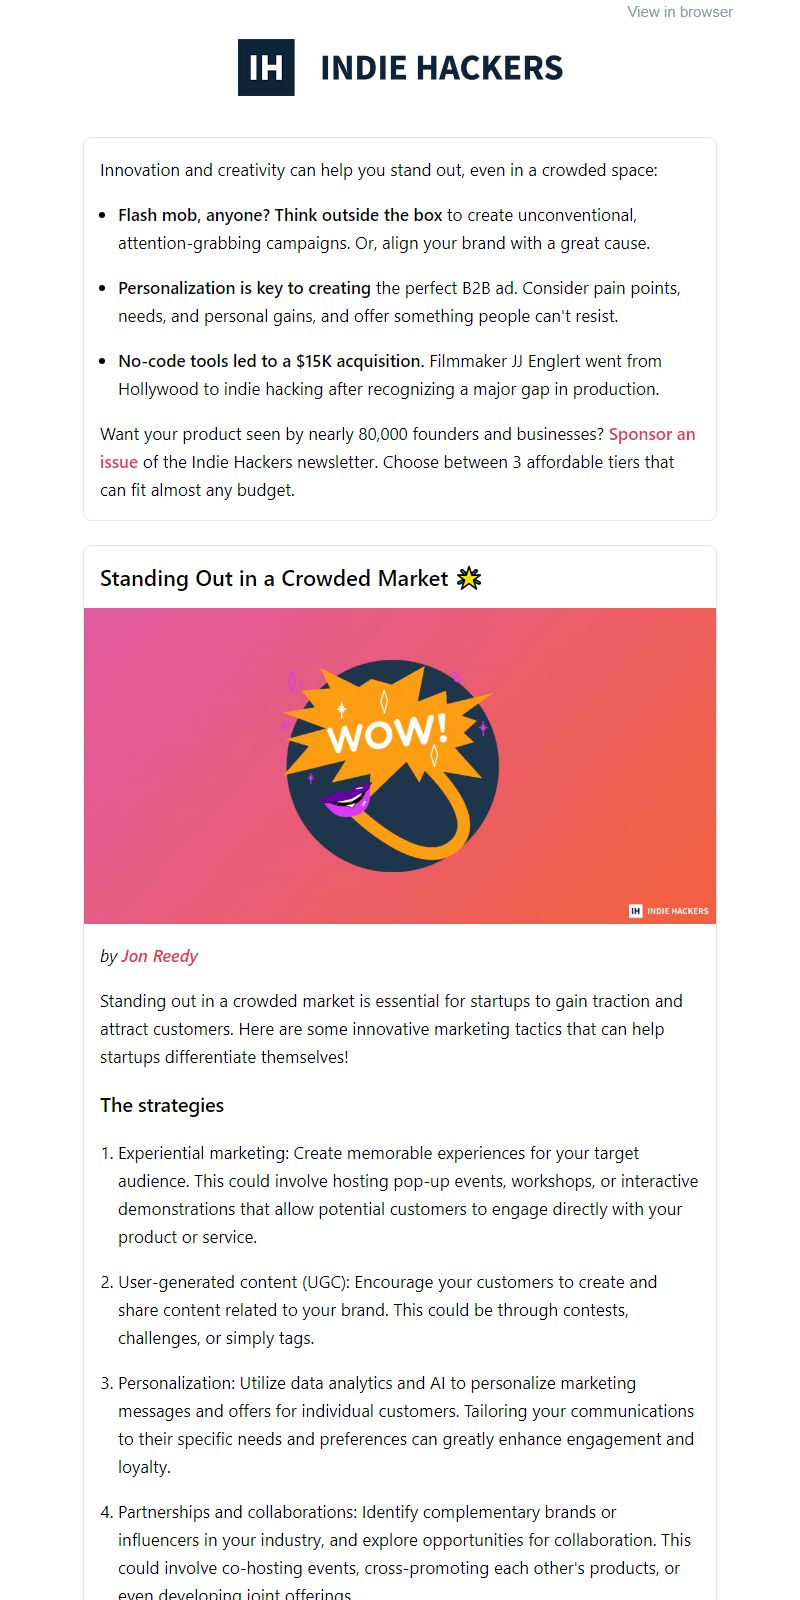 View in browser
IH INDIE HACKERS
Innovation and creativity can help you stand out, even in a crowded space:
• Flash mob, anyone? Think outside the box to create unconventional,
attention-grabbing campaigns. Or, align your brand with a great cause.
• Personalization is key to creating the perfect B2B ad. Consider pain points,
needs, and personal gains, and offer something people can't resist.
• No-code tools led to a $15K acquisition. Filmmaker JJ Englert went from
Hollywood to indie hacking after recognizing a major gap in production.
Want your product seen by nearly 80,000 founders and businesses? Sponsor an
issue of the Indie Hackers newsletter. Choose between 3 affordable tiers that
can fit almost any budget.
Standing Out in a Crowded Market 🌟
WOW!
IH INDIE HACKERS
by Jon Reedy
Standing out in a crowded market is essential for startups to gain traction and
attract customers. Here are some innovative marketing tactics that can help
startups differentiate themselves!
The strategies
1. Experiential marketing: Create memorable experiences for your target
audience. This could involve hosting pop-up events, workshops, or interactive
demonstrations that allow potential customers to engage directly with your
product or service.
2. User-generated content (UGC): Encourage your customers to create and
share content related to your brand. This could be through contests,
challenges, or simply tags.
3. Personalization: Utilize data analytics and AI to personalize marketing
messages and offers for individual customers. Tailoring your communications
to their specific needs and preferences can greatly enhance engagement and
loyalty.
4. Partnerships and collaborations: Identify complementary brands or
influencers in your industry, and explore opportunities for collaboration. This
could involve co-hosting events, cross-promoting each other's products, or
even developing joint offerings.